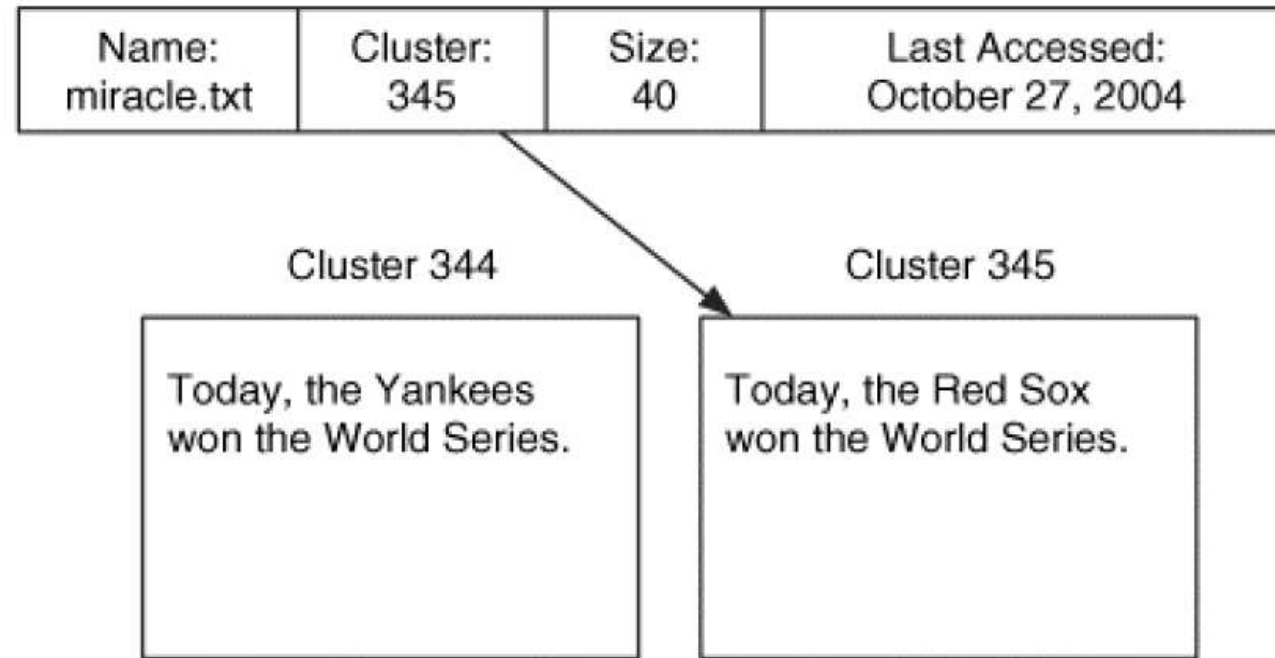 Name:
miracle.txt
Cluster:
345
Size:
40
Last Accessed:
October 27, 2004
Cluster 344
Cluster 345
Today, the Yankees
won the World Series.
Today, the Red Sox
won the World Series.